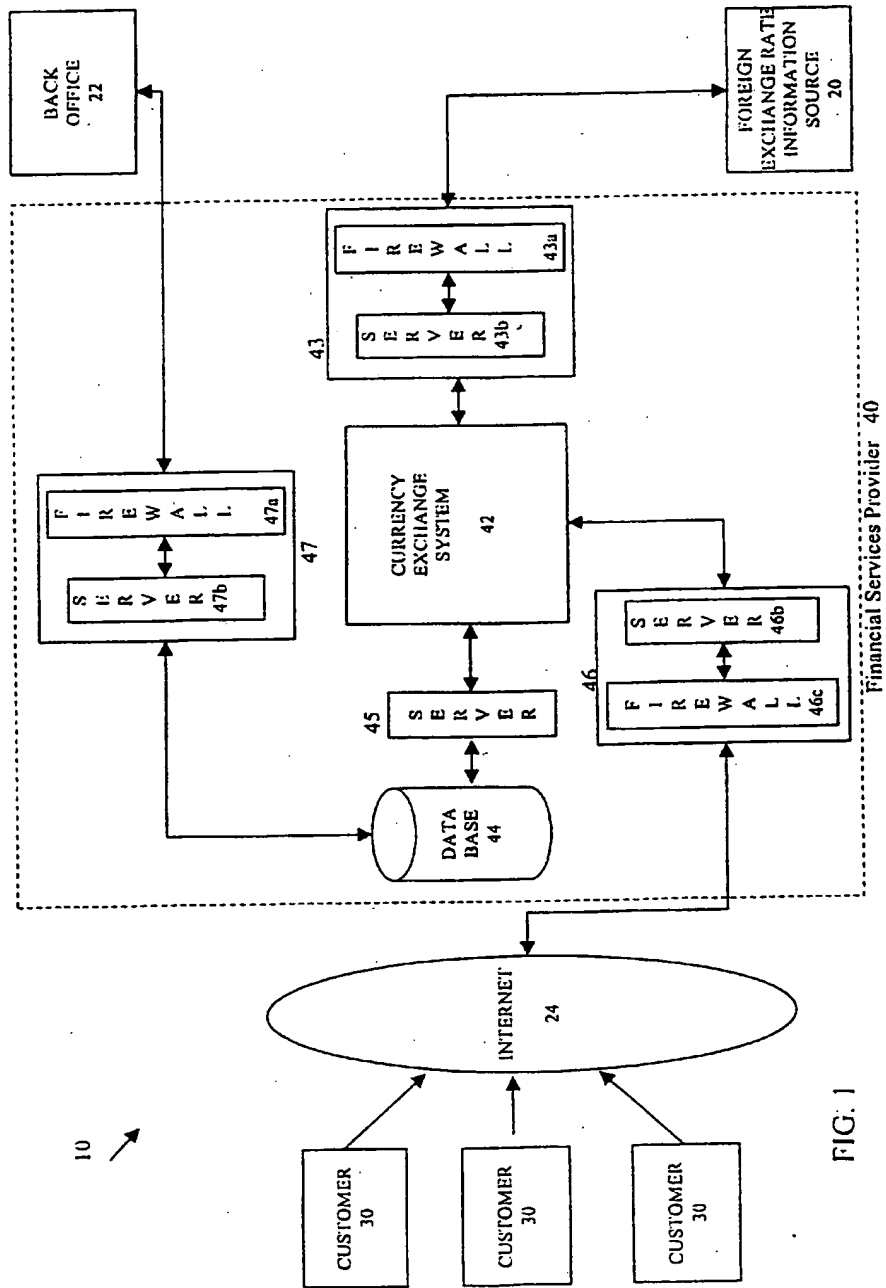 10
CUSTOMER
30
CUSTOMER
30
CUSTOMER
30
INTERNET
24
DATA
BASE
44
45
SERVER
CURRENCY
EXCHANGE
SYSTEM
42
47
SERVER
47b
FIREWALL
47a
43
SERVER
43b
FIREWALL
43a
46
FIREWALL
46c
SERVER
46b
BACK
OFFICE
22
FOREIGN
EXCHANGE RATE
INFORMATION
SOURCE
20
Financial Services Provider 40
FIG. 1